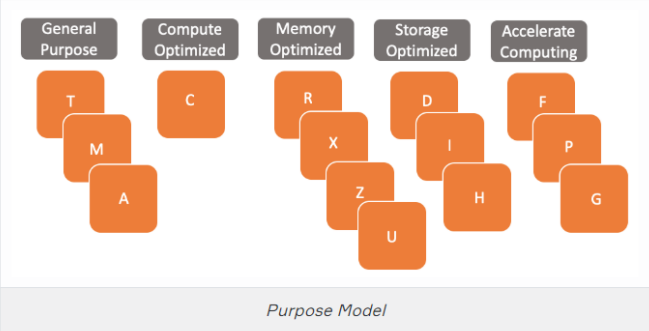 General
Purpose
Compute
Optimized
Memory
Optimized
Storage
Optimized
Accelerate
Computing
T
M
A
C
R
X
Z
U
D
I
H
F
P
G
Purpose Model